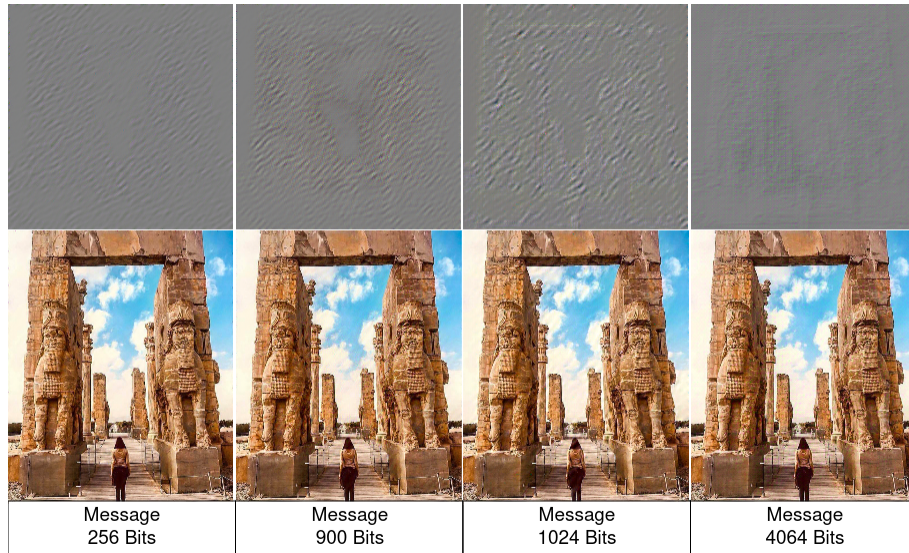 Message
256 Bits
Message
900 Bits
Message
1024 Bits
Message
4064 Bits